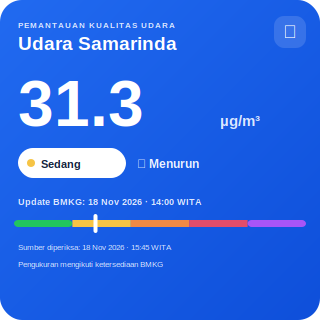 PEMANTAUAN KUALITAS UDARA
Udara Samarinda
31.3
µg/m³
Sedang
Menurun
Update BMKG: 18 Nov 2026 · 14:00 WITA
Sumber diperiksa: 18 Nov 2026 · 15:45 WITA
Pengukuran mengikuti ketersediaan BMKG